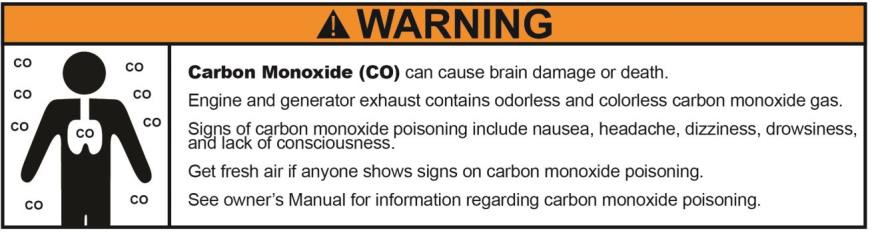 WARNING
CO CO
CO CO
CO CO CO
CO CO
Carbon Monoxide (CO) can cause brain damage or death.
Engine and generator exhaust contains odorless and colorless carbon monoxide gas.
Signs of carbon monoxide poisoning include nausea, headache, dizziness, drowsiness,
and lack of consciousness.
Get fresh air if anyone shows signs on carbon monoxide poisoning.
See owner's Manual for information regarding carbon monoxide poisoning.